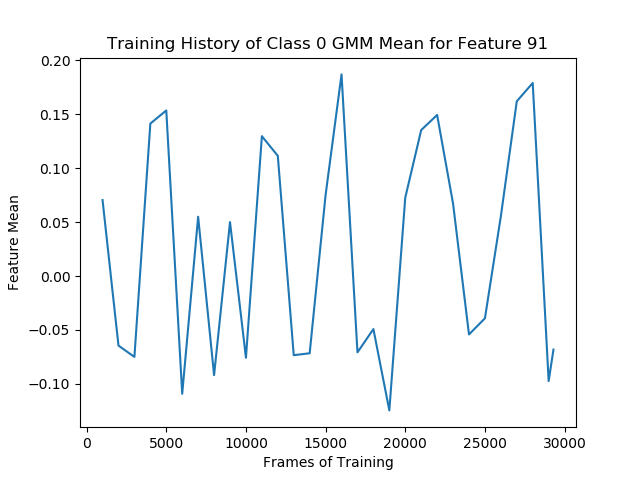 Training History of Class 0 GMM Mean for Feature 91
0.20
0.15
0.10
0.05
0.00
−0.05
−0.10
Feature Mean
0 5000 10000 15000 20000 25000 30000
Frames of Training